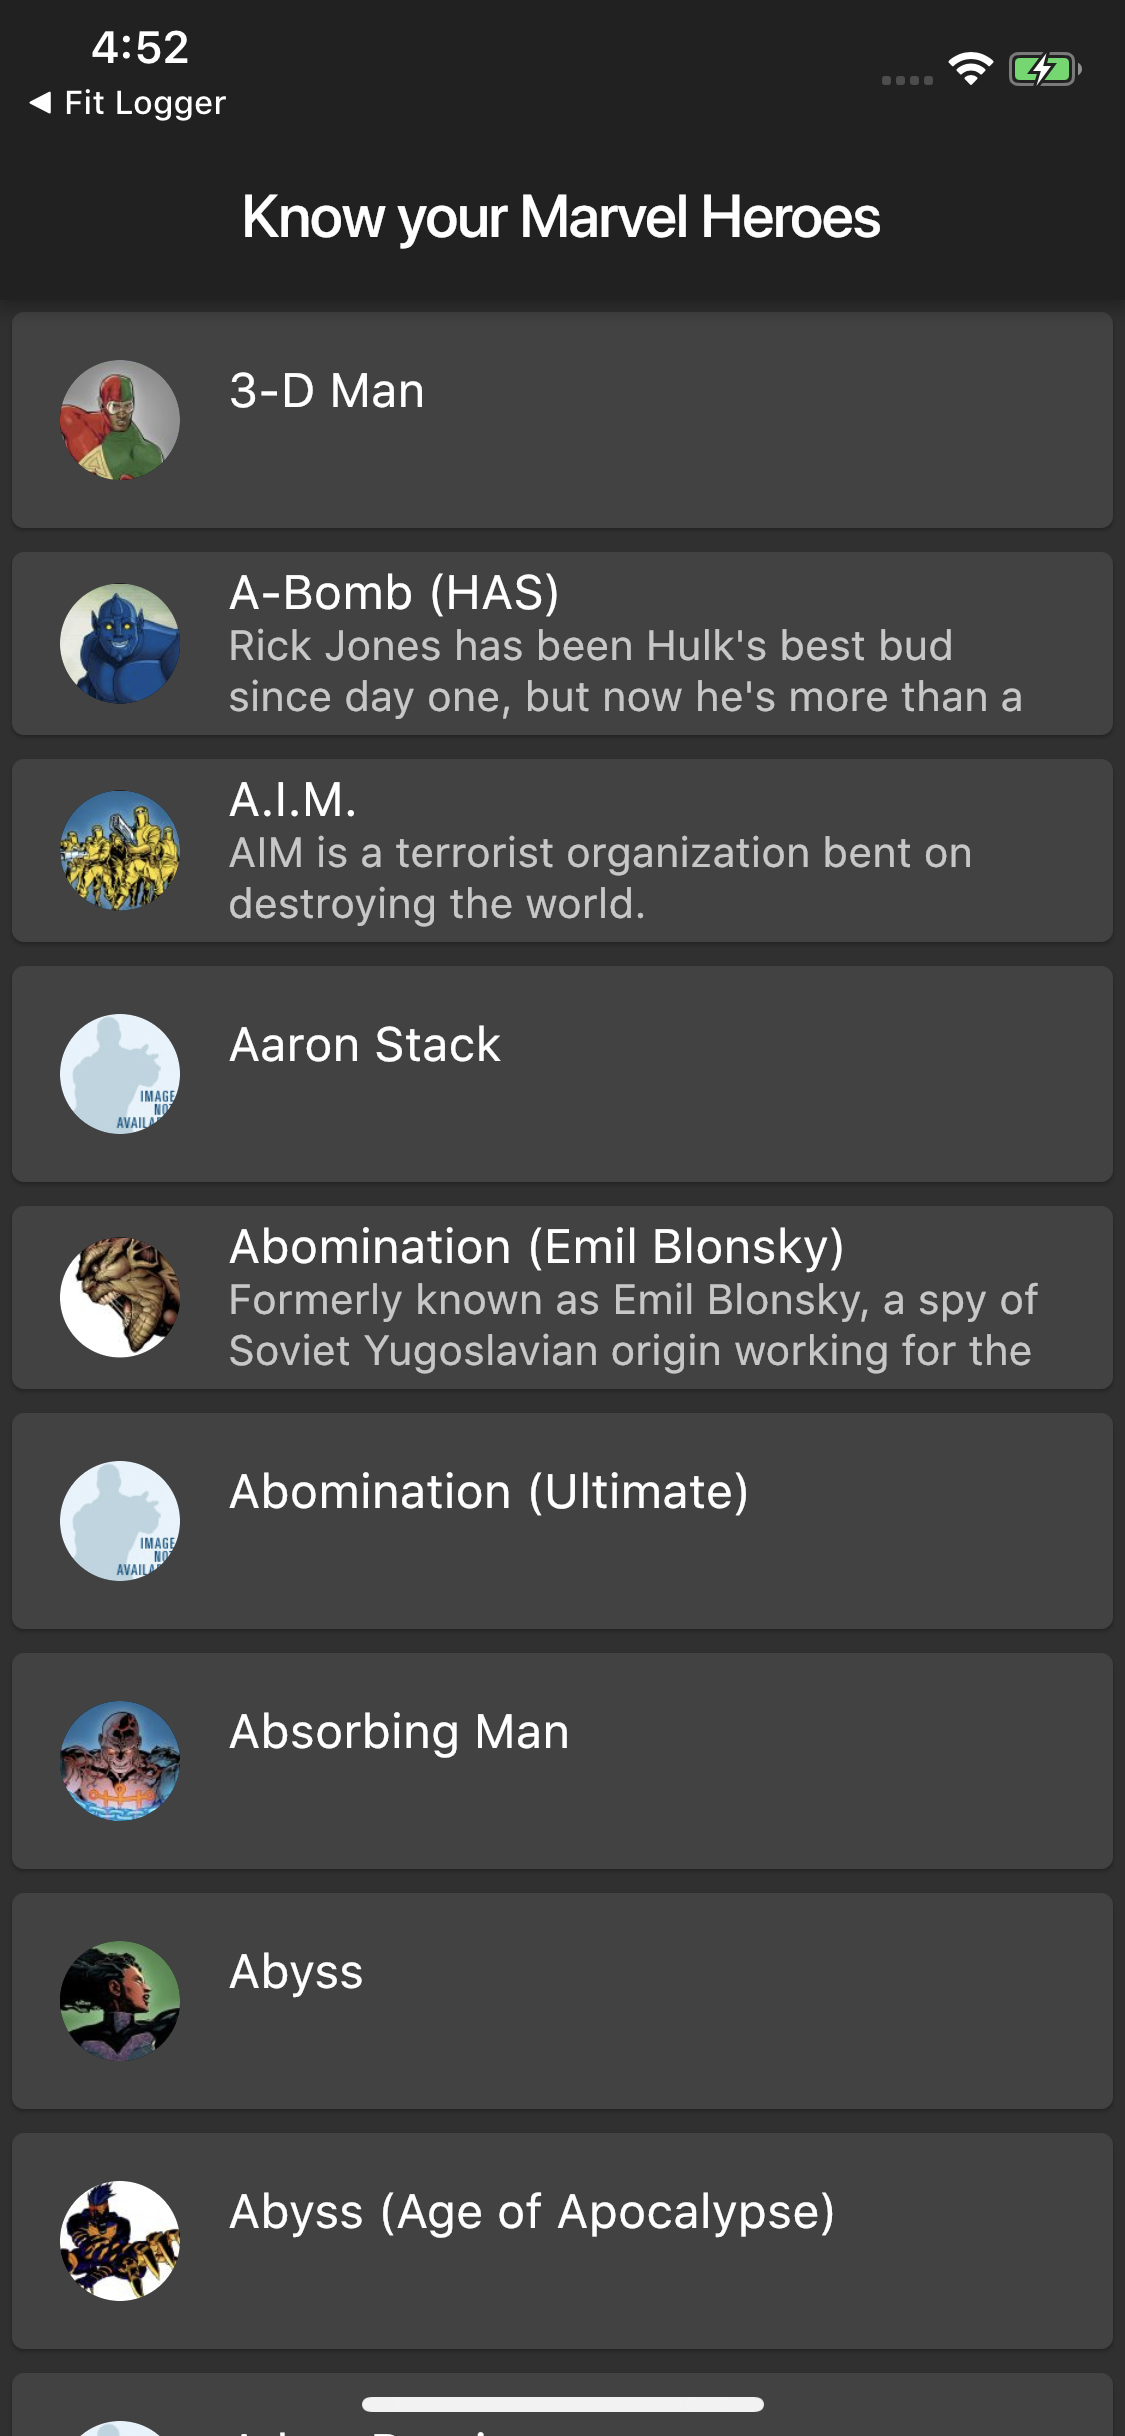 4:52
◀ Fit Logger
Know your Marvel Heroes
3-D Man
A-Bomb (HAS)
Rick Jones has been Hulk's best bud
since day one, but now he's more than a
A.I.M.
AIM is a terrorist organization bent on
destroying the world.
Aaron Stack
IMAGE
Abomination (Emil Blonsky)
Formerly known as Emil Blonsky, a spy of
Soviet Yugoslavian origin working for the
Abomination (Ultimate)
IMAGE
Absorbing Man
Abyss
Abyss (Age of Apocalypse)